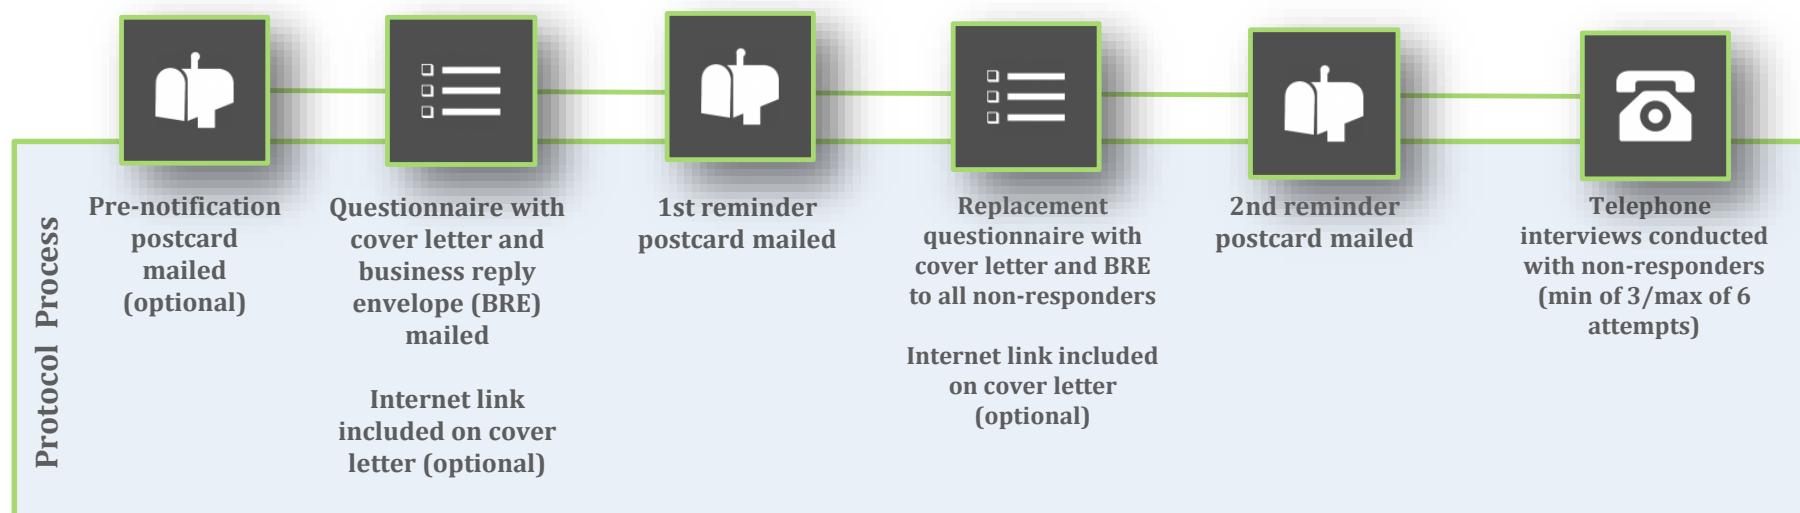 Protocol Process
Pre-notification
postcard
mailed
(optional)
Questionnaire with
cover letter and
business reply
envelope (BRE)
mailed
Internet link
included on cover
letter (optional)
1st reminder
postcard mailed
Replacement
questionnaire with
cover letter and BRE
to all non-responders
Internet link included
on cover letter
(optional)
2nd reminder
postcard mailed
Telephone
interviews conducted
with non-responders
(min of 3/max of 6
attempts)